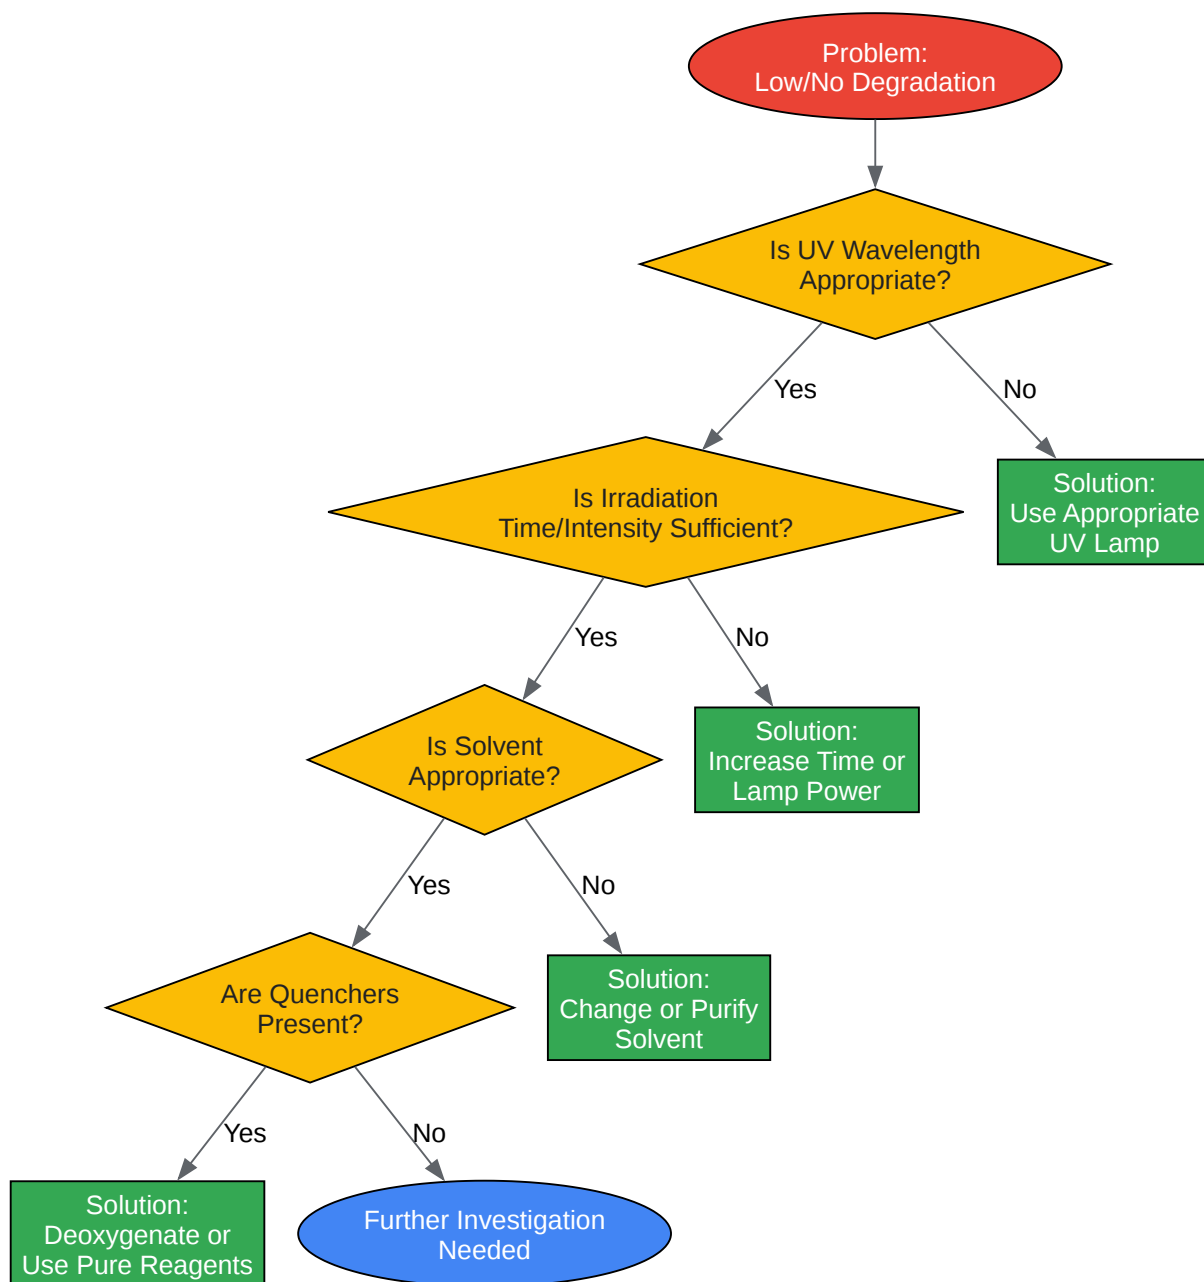 Problem:
Low/No Degradation
Is UV Wavelength
Appropriate?
Yes
No
Is Irradiation
Time/Intensity Sufficient?
Solution:
Use Appropriate
UV Lamp
Yes
No
Is Solvent
Appropriate?
Solution:
Increase Time or
Lamp Power
Yes
No
Are Quenchers
Present?
Solution:
Change or Purify
Solvent
Yes
No
Solution:
Deoxygenate or
Use Pure Reagents
Further Investigation
Needed